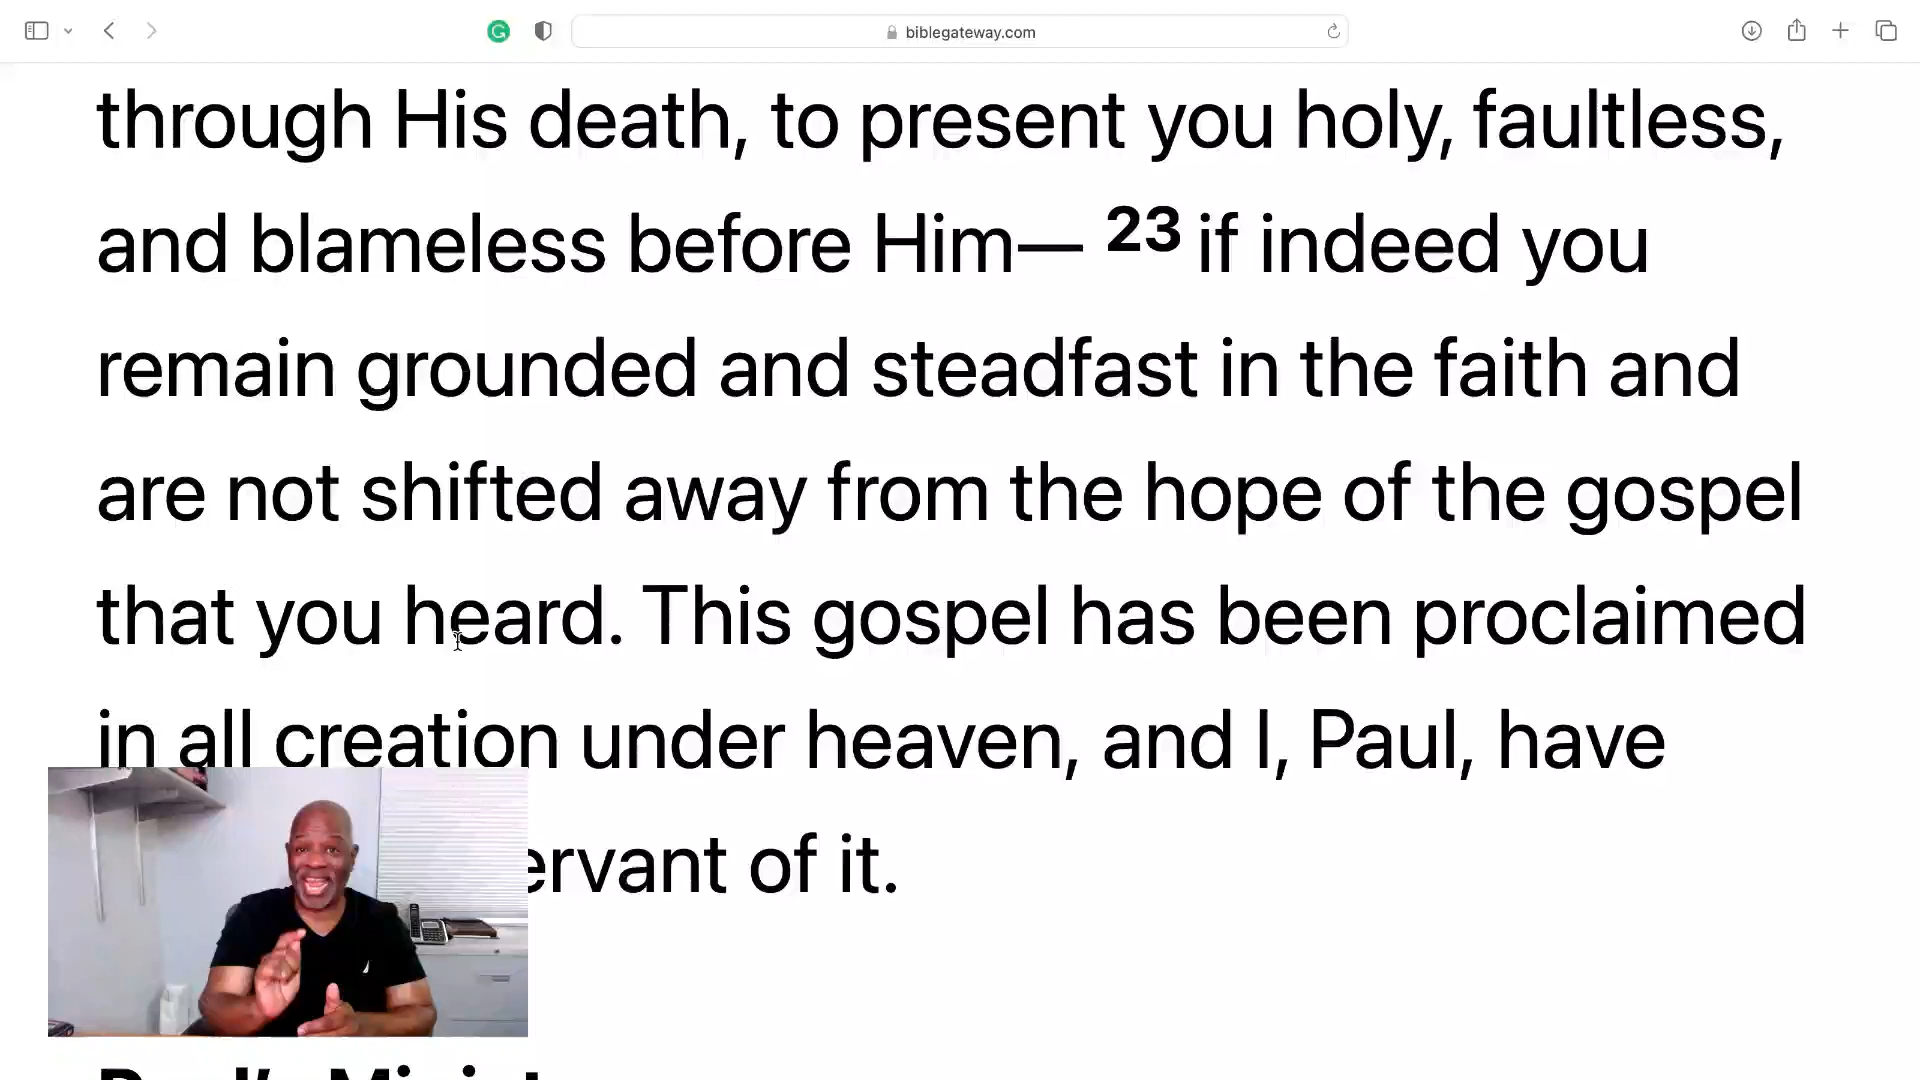 biblegateway.com
through His death, to present you holy, faultless,
and blameless before Him— 23 if indeed you
remain grounded and steadfast in the faith and
are not shifted away from the hope of the gospel
that you heard. This gospel has been proclaimed
in all creation under heaven, and I, Paul, have
of it.